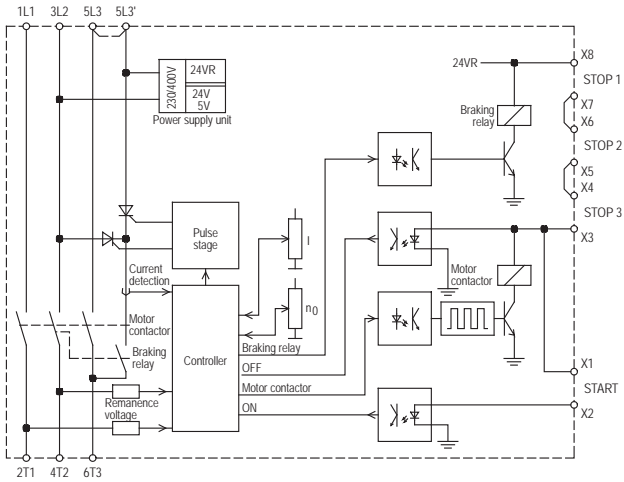 1L1 3L2 5L3 5L3'
230/400V
24VR
24V
5V
Power supply unit
24VR
X8
STOP 1
X7
X6
Braking
relay
STOP 2
X5
X4
STOP 3
X3
Pulse
stage
I
Current
detection
n0
Motor
contactor
Motor
contactor
Braking
relay
Controller
Braking relay
OFF
Motor contactor
ON
X1
START
X2
Remanence
voltage
2T1 4T2 6T3